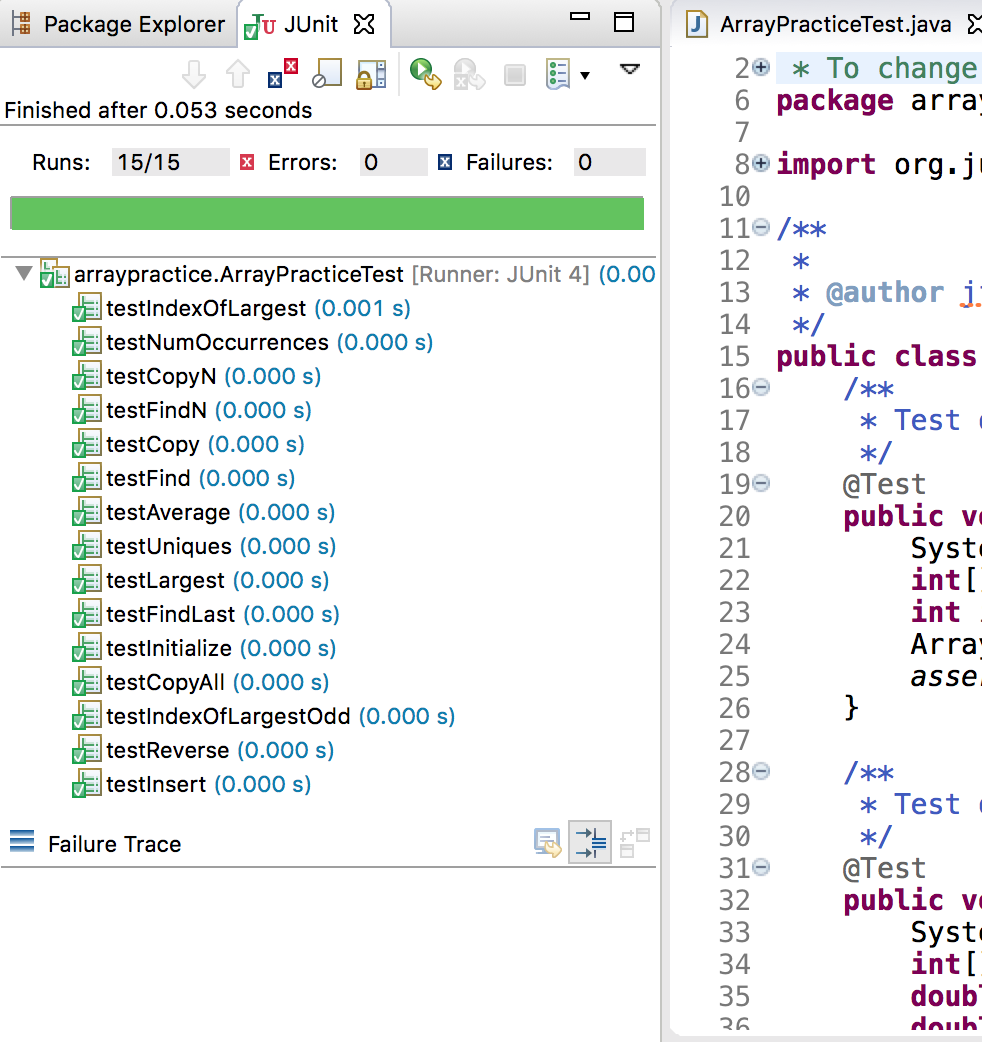 Package Explorer JUnit
Finished after 0.053 seconds
Runs: 15/15 Errors: 0 Failures: 0
arraypractice.ArrayPracticeTest [Runner: JUnit 4] (0.00
testIndexOfLargest (0.001 s)
testNumOccurrences (0.000 s)
testCopyN (0.000 s)
testFindN (0.000 s)
testCopy (0.000 s)
testFind (0.000 s)
testAverage (0.000 s)
testUniques (0.000 s)
testLargest (0.000 s)
testFindLast (0.000 s)
testInitialize (0.000 s)
testCopyAll (0.000 s)
testIndexOfLargestOdd (0.000 s)
testReverse (0.000 s)
testInsert (0.000 s)
Failure Trace
ArrayPracticeTest.java
2 * To change
6 package array
7
8 import org.ju
10
11 /**
12 *
13 * @author
14 */
15 public class
16 /**
17 * Test
18 */
19 @Test
20 public vo
21 Syste
22 int[]
23 int
24 Array
25 asser
26 }
27
28 /**
29 * Test
30 */
31 @Test
32 public vo
33 Syste
34 int[]
35 doubl
36 doubl